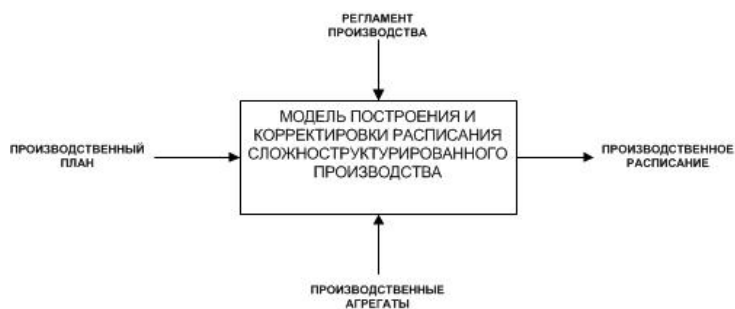 РЕГЛАМЕНТ
ПРОИЗВОДСТВА
МОДЕЛЬ ПОСТРОЕНИЯ И
КОРРЕКТИРОВКИ РАСПИСАНИЯ
СЛОЖНОСТРУКТУРИРОВАННОГО
ПРОИЗВОДСТВА
ПРОИЗВОДСТВЕННЫЙ
ПЛАН
ПРОИЗВОДСТВЕННОЕ
РАСПИСАНИЕ
ПРОИЗВОДСТВЕННЫЕ
АГРЕГАТЫ